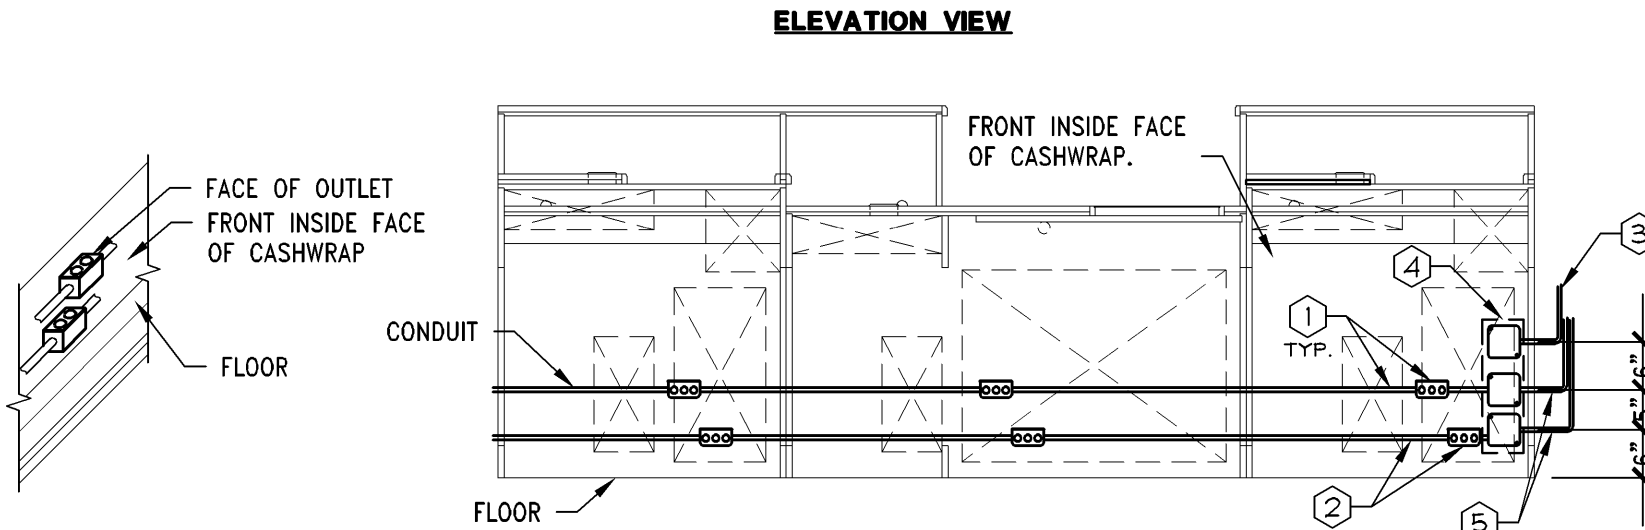 ELEVATION VIEW
FACE OF OUTLET
FRONT INSIDE FACE
OF CASHWRAP
FLOOR
CONDUIT
FLOOR
FRONT INSIDE FACE
OF CASHWRAP.
3
4
1
TYP.
2
5
6"
5"
6"